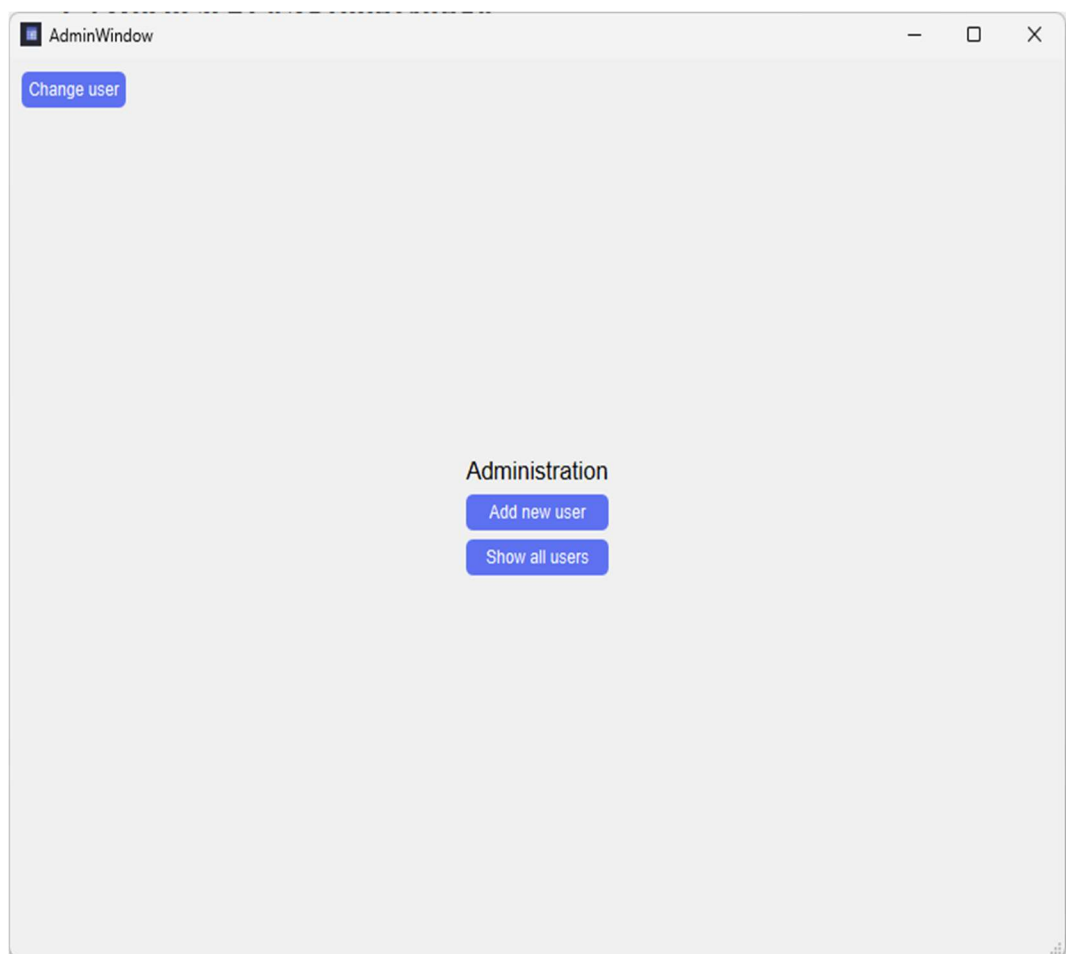 AdminWindow
Change user
Administration
Add new user
Show all users